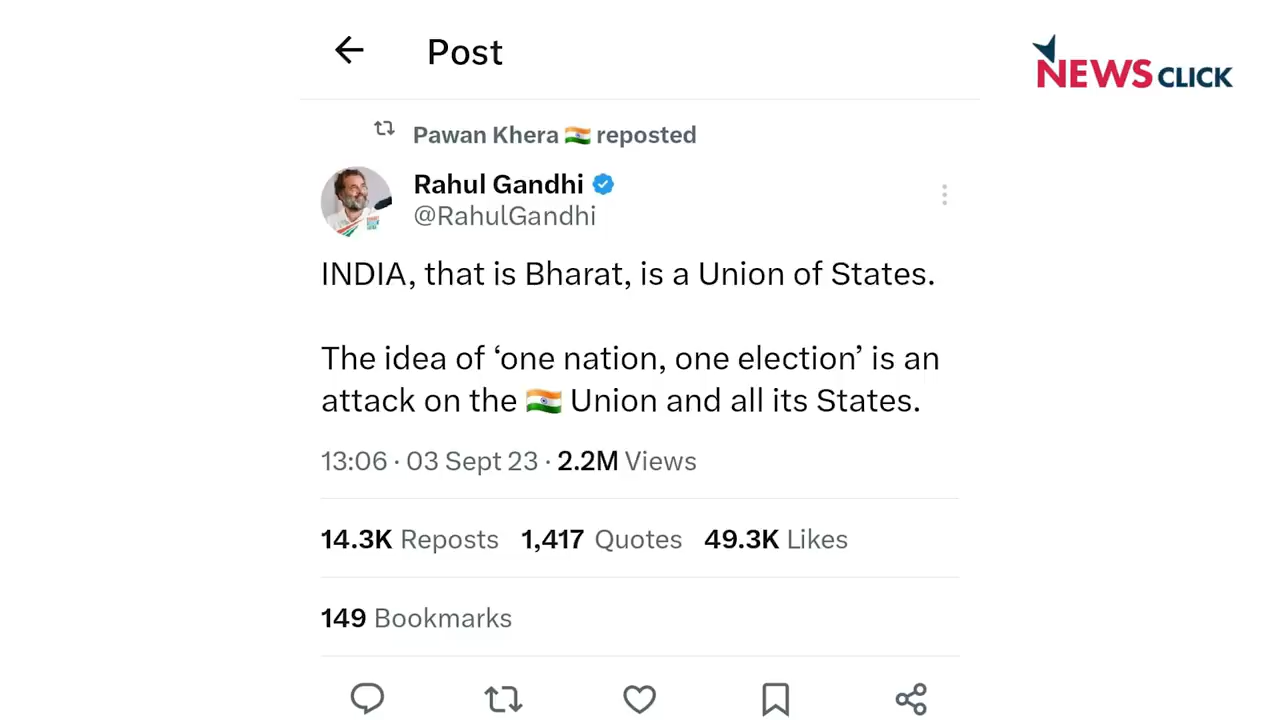 Post
NEWS CLICK
Pawan Khera 🇮🇳 reposted
Rahul Gandhi
@RahulGandhi
INDIA, that is Bharat, is a Union of States.
The idea of ‘one nation, one election’ is an
attack on the 🇮🇳 Union and all its States.
13:06 · 03 Sept 23 · 2.2M Views
14.3K Reposts 1,417 Quotes 49.3K Likes
149 Bookmarks